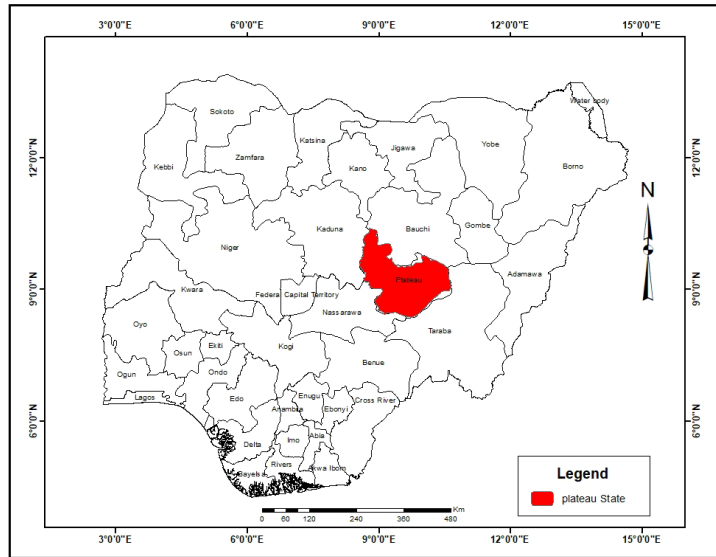 3°0'0"E 6°0'0"E 9°0'0"E 12°0'0"E 15°0'0"E
Water body
Sokoto
Katsina
Jigawa
Yobe
Zamfara
Kano
Kebbi
Borno
12°0'0"N 12°0'0"N
N
Kaduna
Bauchi
Gombe
Niger
Adamawa
Plateau
9°0'0"N 9°0'0"N
Kwara
Federa Capital Territory
Nassarawa
Oyo
Taraba
Kogi
Osun
Ekiti
Benue
Ogun
Ondo
Lagos
Edo
Enugu
Cross River
Anambra
Ebonyi
6°0'0"N 6°0'0"N
Delta
Imo
Abia
Rivers
Akwa Ibom
Bayelsa
Legend
plateau State
Km
0 60 120 240 360 480
3°0'0"E 6°0'0"E 9°0'0"E 12°0'0"E 15°0'0"E